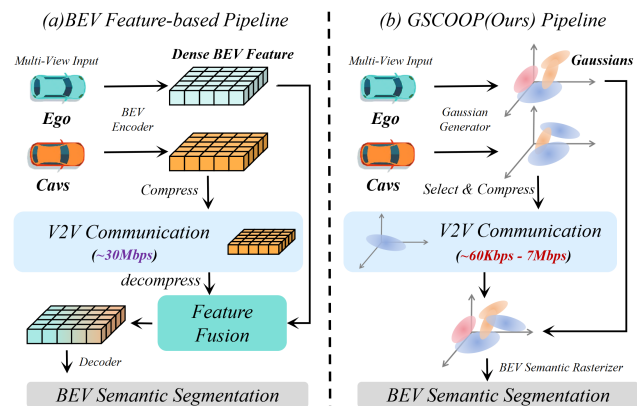 (a)BEV Feature-based Pipeline
Multi-View Input
Dense BEV Feature
Ego
BEV
Encoder
Cavs
Compress
V2V Communication
(~30Mbps)
decompress
Feature
Fusion
Decoder
BEV Semantic Segmentation
(b) GSCOOP(Ours) Pipeline
Multi-View Input
Gaussians
Ego
Gaussian
Generator
Cavs
Select & Compress
V2V Communication
(~60Kbps - 7Mbps)
BEV Semantic Rasterizer
BEV Semantic Segmentation